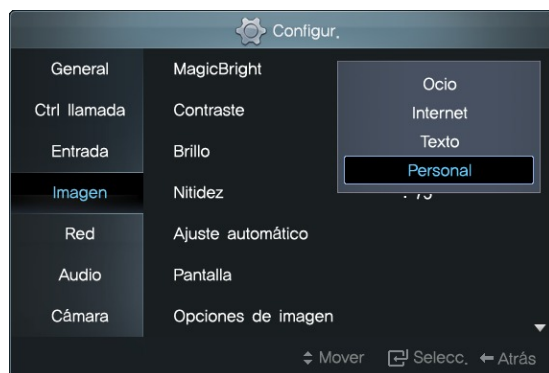 Configur.
General
Ctrl llamada
Entrada
Imagen
Red
Audio
Cámara
MagicBright
Contraste
Brillo
Nitidez
Ajuste automático
Pantalla
Opciones de imagen
Ocio
Internet
Texto
Personal
Mover Selecc. Atrás